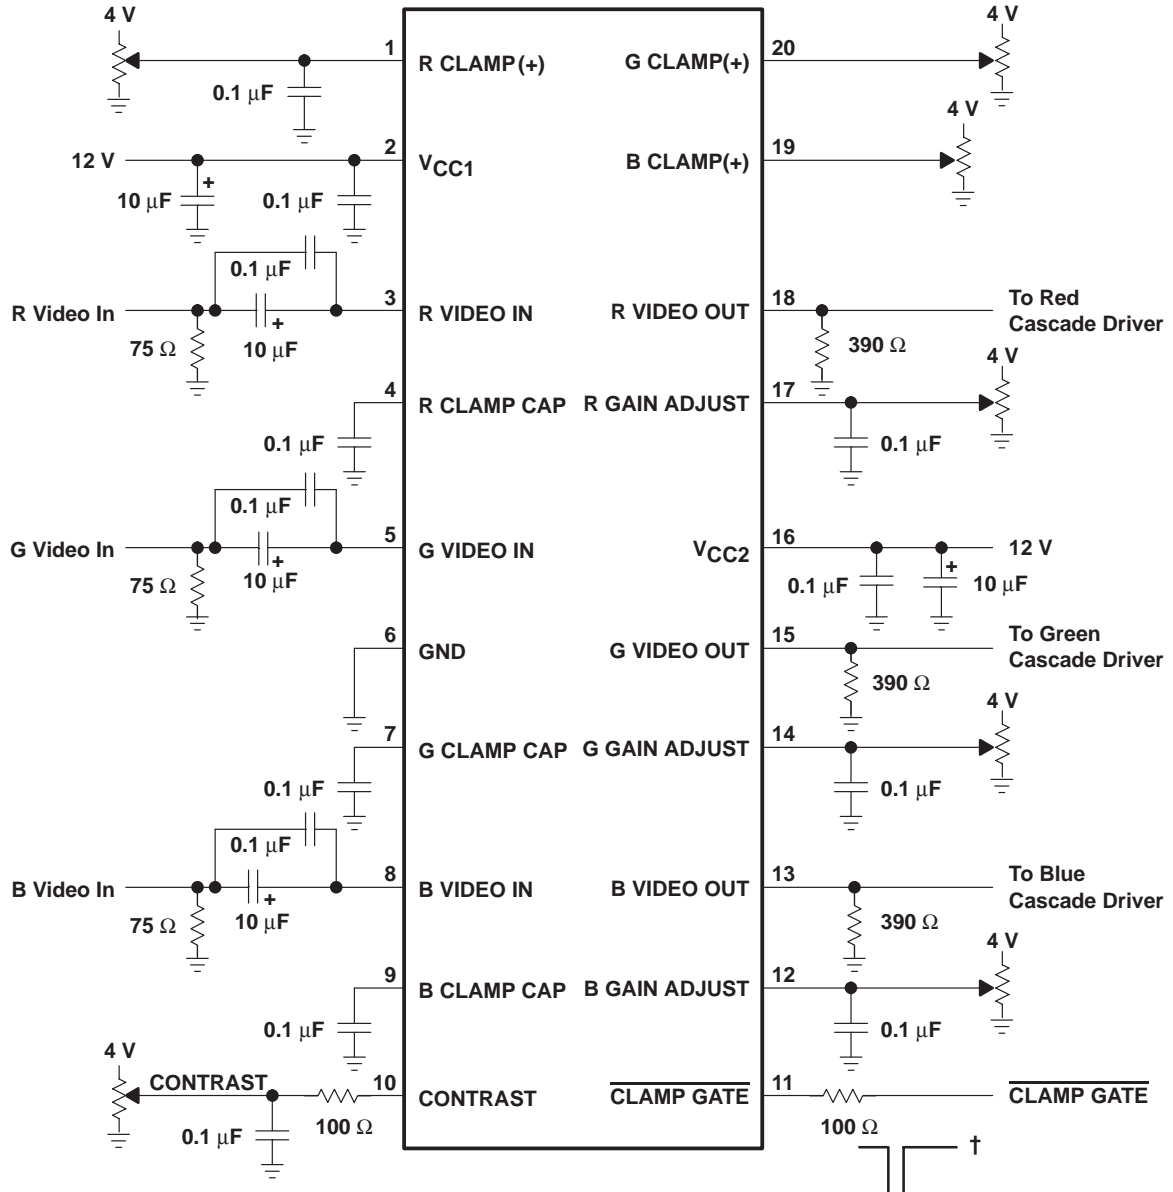 4 V
1
R CLAMP(+)
0.1 μF
12 V
2
VCC1
+
10 μF
0.1 μF
0.1 μF
R Video In
3
R VIDEO IN
+
75 Ω
10 μF
4
R CLAMP CAP
0.1 μF
0.1 μF
G Video In
5
G VIDEO IN
+
75 Ω
10 μF
6
GND
7
G CLAMP CAP
0.1 μF
0.1 μF
B Video In
8
B VIDEO IN
+
75 Ω
10 μF
9
B CLAMP CAP
0.1 μF
4 V
CONTRAST
10
CONTRAST
100 Ω
0.1 μF
4 V
20
G CLAMP(+)
4 V
19
B CLAMP(+)
18
R VIDEO OUT
To Red
Cascade Driver
390 Ω
4 V
17
R GAIN ADJUST
0.1 μF
16
VCC2
12 V
+
0.1 μF
10 μF
15
G VIDEO OUT
To Green
Cascade Driver
390 Ω
4 V
14
G GAIN ADJUST
0.1 μF
13
B VIDEO OUT
To Blue
Cascade Driver
390 Ω
4 V
12
B GAIN ADJUST
0.1 μF
11
CLAMP GATE
CLAMP GATE
100 Ω
†